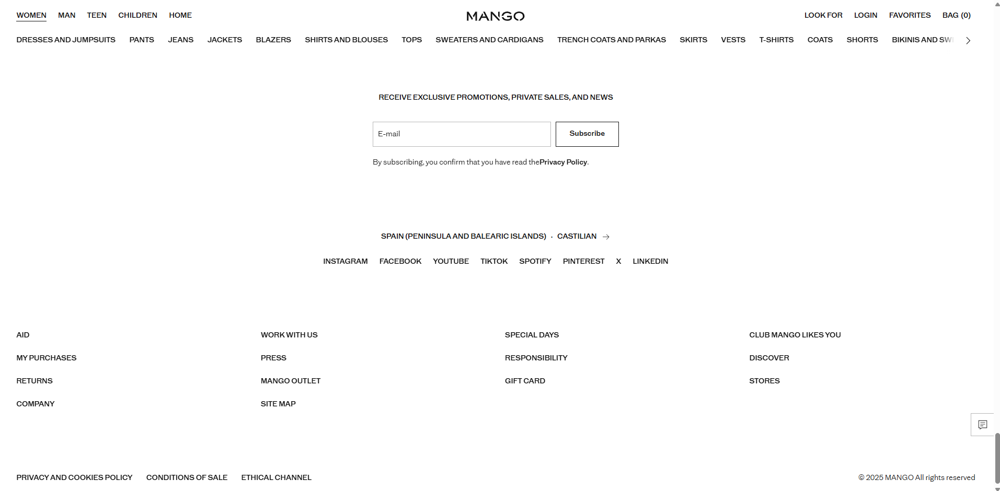 WOMEN MAN TEEN CHILDREN HOME MANGO LOOK FOR LOGIN FAVORITES BAG (0)
DRESSES AND JUMPSUITS PANTS JEANS JACKETS BLAZERS SHIRTS AND BLOUSES TOPS SWEATERS AND CARDIGANS TRENCH COATS AND PARKAS SKIRTS VESTS T-SHIRTS COATS SHORTS BIKINIS AND
RECEIVE EXCLUSIVE PROMOTIONS, PRIVATE SALES, AND NEWS
E-mail Subscribe
By subscribing, you confirm that you have read thePrivacy Policy.
SPAIN (PENINSULA AND BALEARIC ISLANDS) · CASTILIAN
INSTAGRAM FACEBOOK YOUTUBE TIKTOK SPOTIFY PINTEREST X LINKEDIN
AID WORK WITH US SPECIAL DAYS CLUB MANGO LIKES YOU
MY PURCHASES PRESS RESPONSIBILITY DISCOVER
RETURNS MANGO OUTLET GIFT CARD STORES
COMPANY SITE MAP
PRIVACY AND COOKIES POLICY CONDITIONS OF SALE ETHICAL CHANNEL © 2025 MANGO All rights reserved